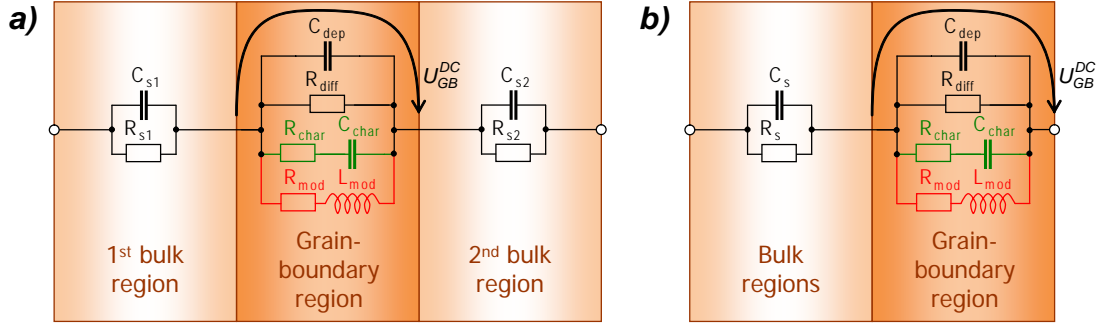 a)
C_dep
R_diff
U_GB^DC
C_s1
R_s1
R_char C_char
R_mod L_mod
C_s2
R_s2
1st bulk
region
Grain-
boundary
region
2nd bulk
region
b)
C_dep
R_diff
U_GB^DC
C_s
R_s
R_char C_char
R_mod L_mod
Bulk
regions
Grain-
boundary
region